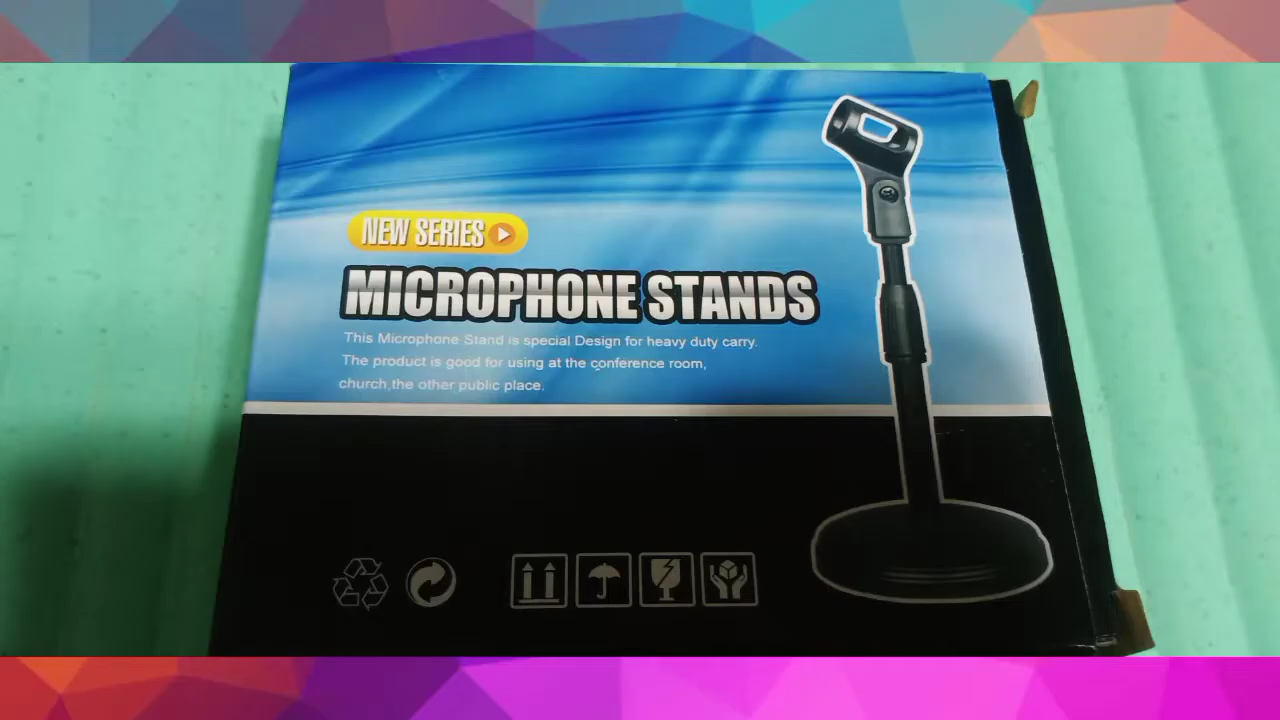 NEW SERIES
MICROPHONE STANDS
This Microphone Stand is special Design for heavy duty carry.
The product is good for using at the conference room,
church,the other public place.